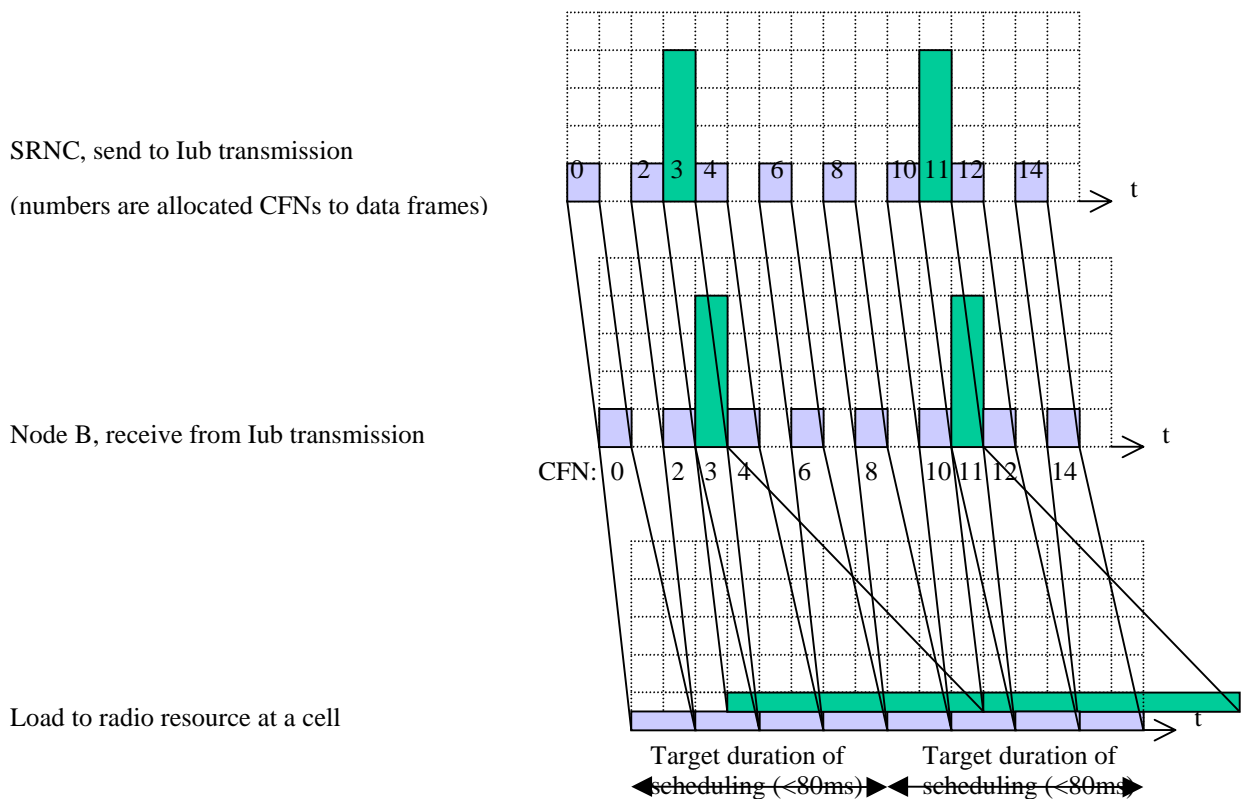 SRNC, send to Iub transmission
(numbers are allocated CFNs to data frames)
0 2 3 4 6 8 10 11 12 14
t
Node B, receive from Iub transmission
t
CFN: 0 2 3 4 6 8 10 11 12 14
Load to radio resource at a cell
t
Target duration of
scheduling (<80ms)
Target duration of
scheduling (<80ms)